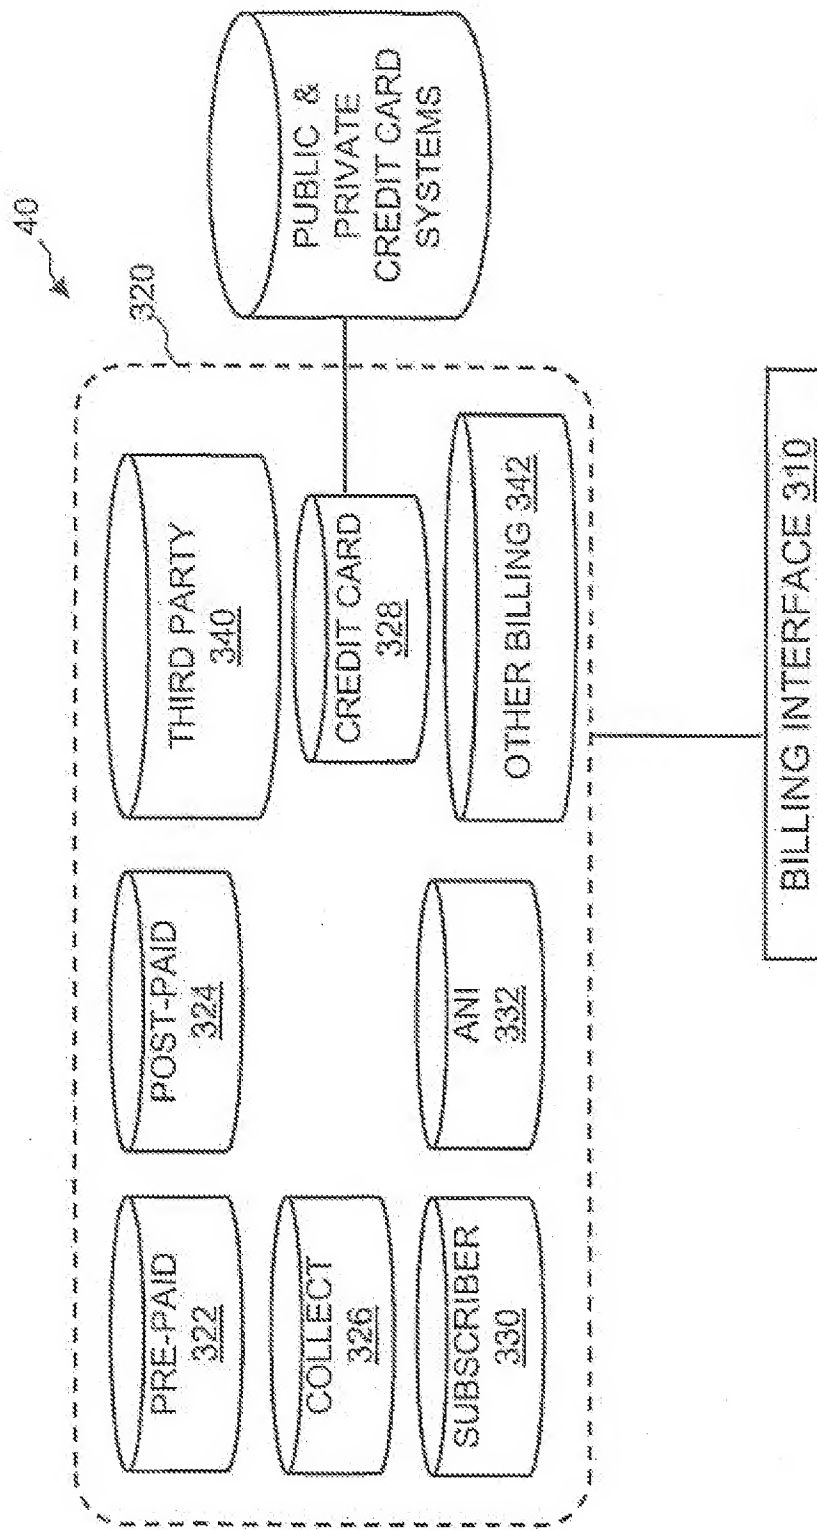 40
320
PRE-PAID
322
POST-PAID
324
THIRD PARTY
340
PUBLIC &
PRIVATE
CREDIT CARD
SYSTEMS
COLLECT
326
CREDIT CARD
328
SUBSCRIBER
330
ANI
332
OTHER BILLING 342
BILLING INTERFACE 310